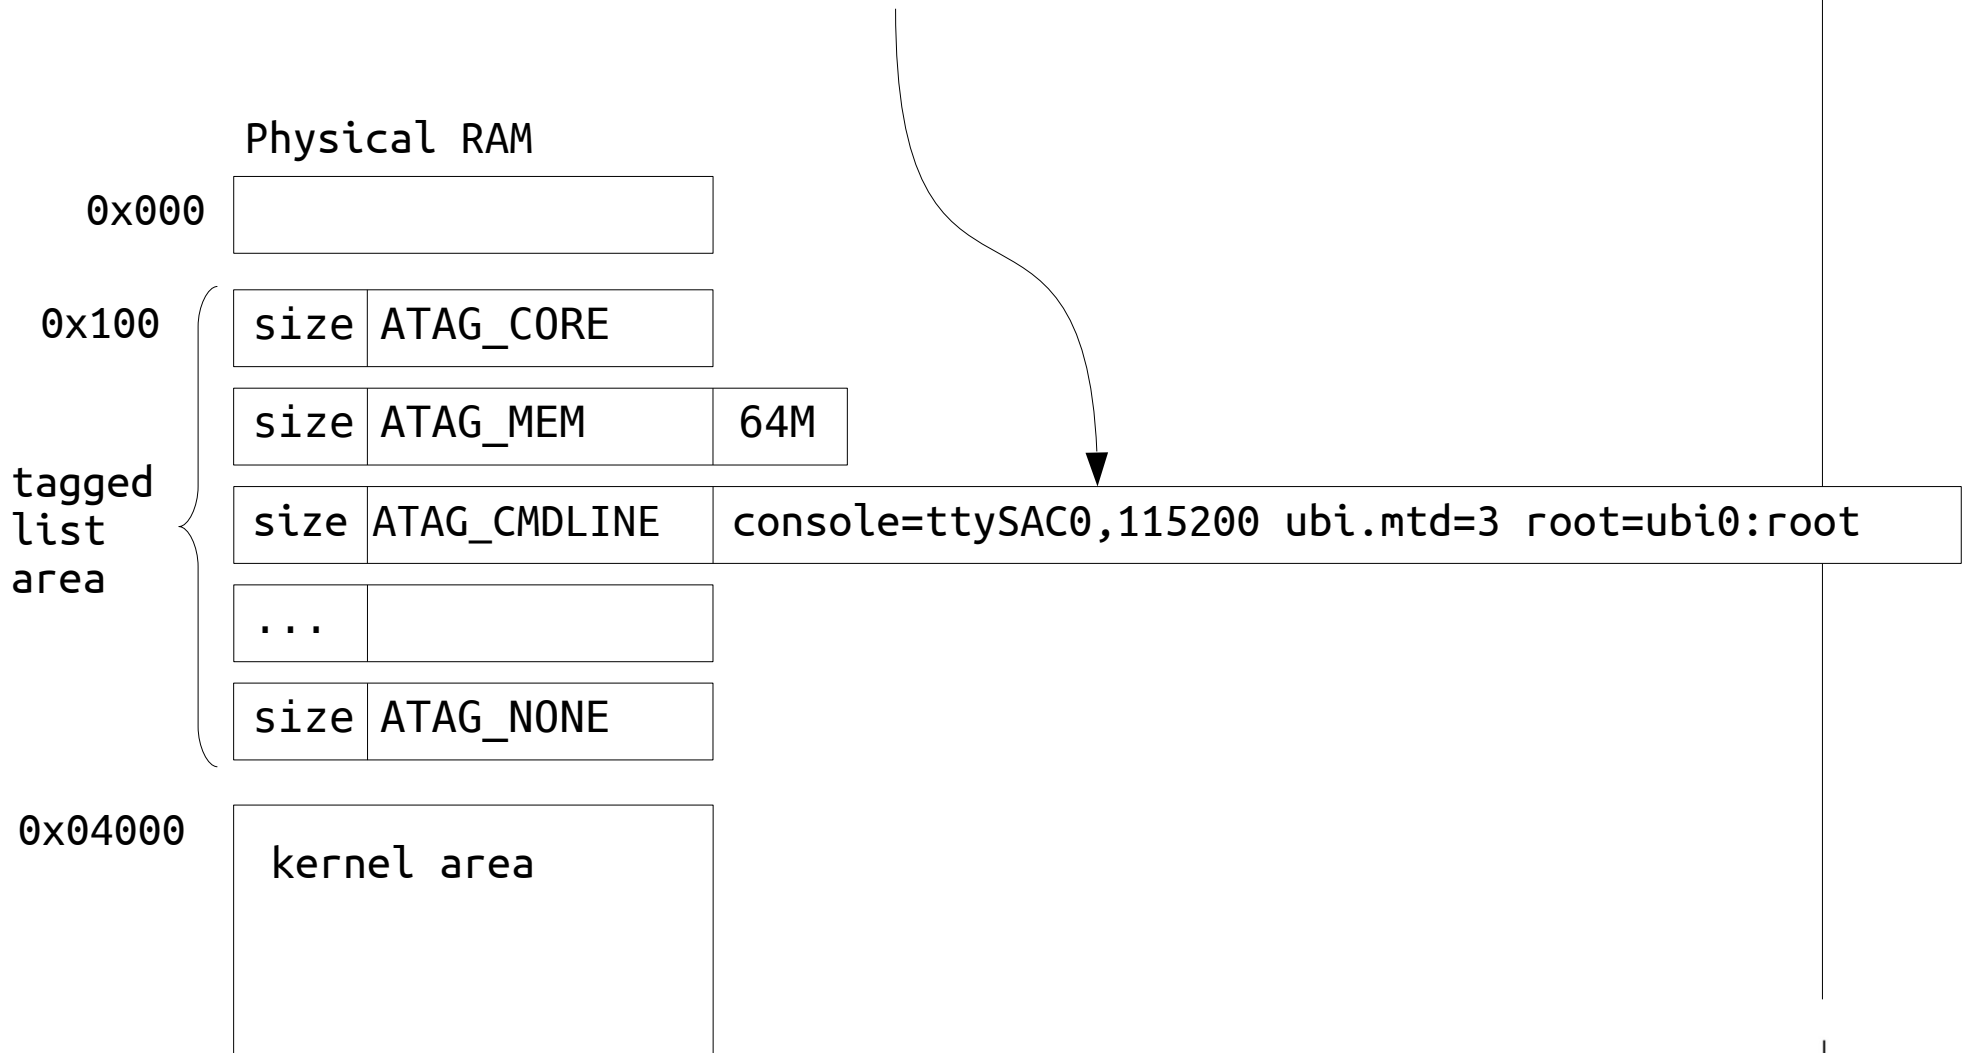 Physical RAM
0x000
0x100
size ATAG_CORE
size ATAG_MEM 64M
tagged
list
area
size ATAG_CMDLINE console=ttySAC0,115200 ubi.mtd=3 root=ubi0:root
...
size ATAG_NONE
0x04000
kernel area